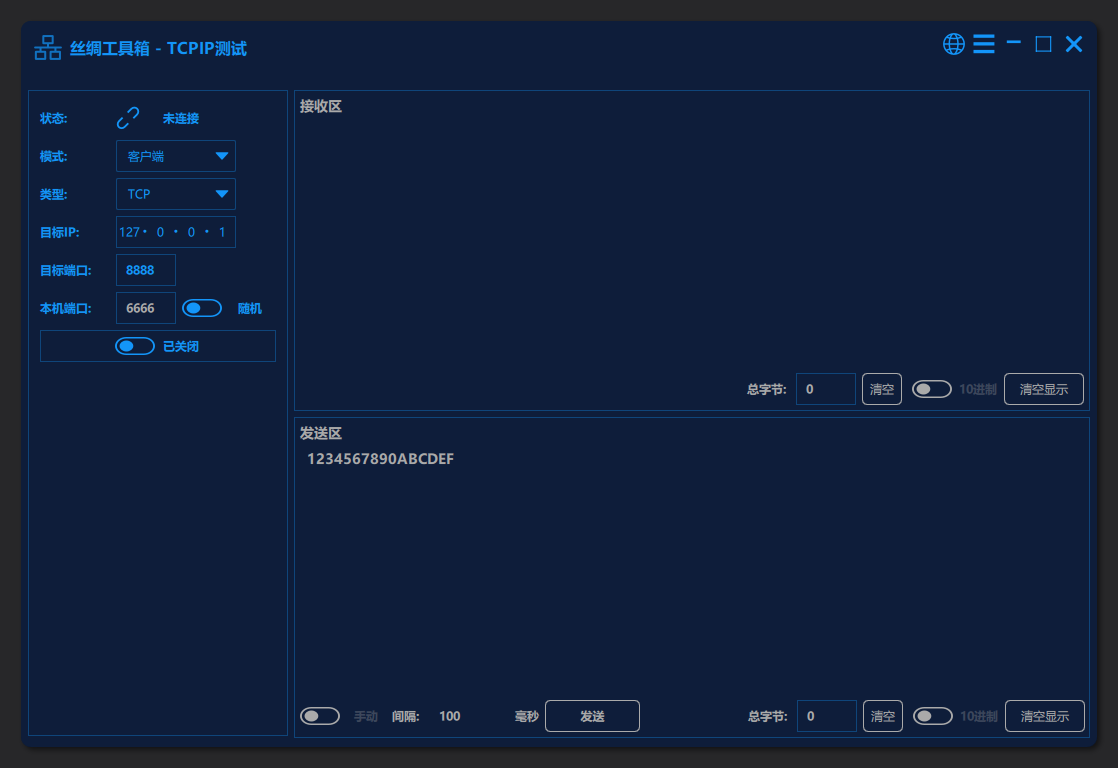 丝绸工具箱 - TCPIP测试
状态: 未连接
模式: 客户端
类型: TCP
目标IP: 127 · 0 · 0 · 1
目标端口: 8888
本机端口: 6666 随机
已关闭
接收区
总字节: 0 清空 10进制 清空显示
发送区
1234567890ABCDEF
手动 间隔: 100 毫秒 发送 总字节: 0 清空 10进制 清空显示